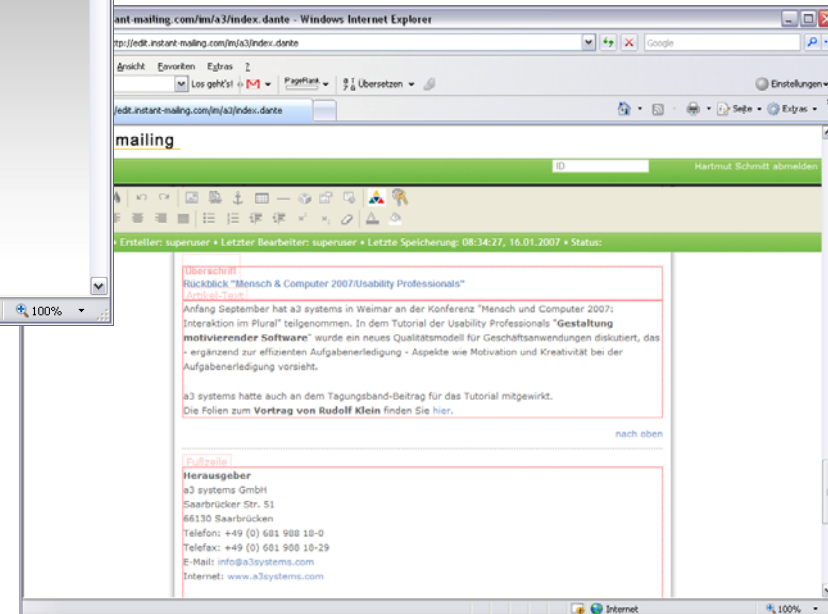 ant-mailing.com/im/a3/index.dante - Windows Internet Explorer
ttp://edit.instant-mailing.com/im/a3/index.dante
Google
Ansicht Favoriten Extras ?
Los geht's! PageRank Übersetzen Einstellungen
/edit.instant-mailing.com/im/a3/index.dante
Seite Extras
mailing
ID Hartmut Schmitt abmelden
• Ersteller: superuser • Letzter Bearbeiter: superuser • Letzte Speicherung: 08:34:27, 16.01.2007 • Status:
Überschrift
Rückblick "Mensch & Computer 2007/Usability Professionals"
Artikel-Text
Anfang September hat a3 systems in Weimar an der Konferenz "Mensch und Computer 2007:
Interaktion im Plural" teilgenommen. In dem Tutorial der Usability Professionals "Gestaltung
motivierender Software" wurde ein neues Qualitätsmodell für Geschäftsanwendungen diskutiert, das
- ergänzend zur effizienten Aufgabenerledigung - Aspekte wie Motivation und Kreativität bei der
Aufgabenerledigung vorsieht.
a3 systems hatte auch an dem Tagungsband-Beitrag für das Tutorial mitgewirkt.
Die Folien zum Vortrag von Rudolf Klein finden Sie hier.
nach oben
Fußzeile
Herausgeber
a3 systems GmbH
Saarbrücker Str. 51
66130 Saarbrücken
Telefon: +49 (0) 681 988 18-0
Telefax: +49 (0) 681 988 18-29
E-Mail: info@a3systems.com
Internet: www.a3systems.com
100%
Internet 100%